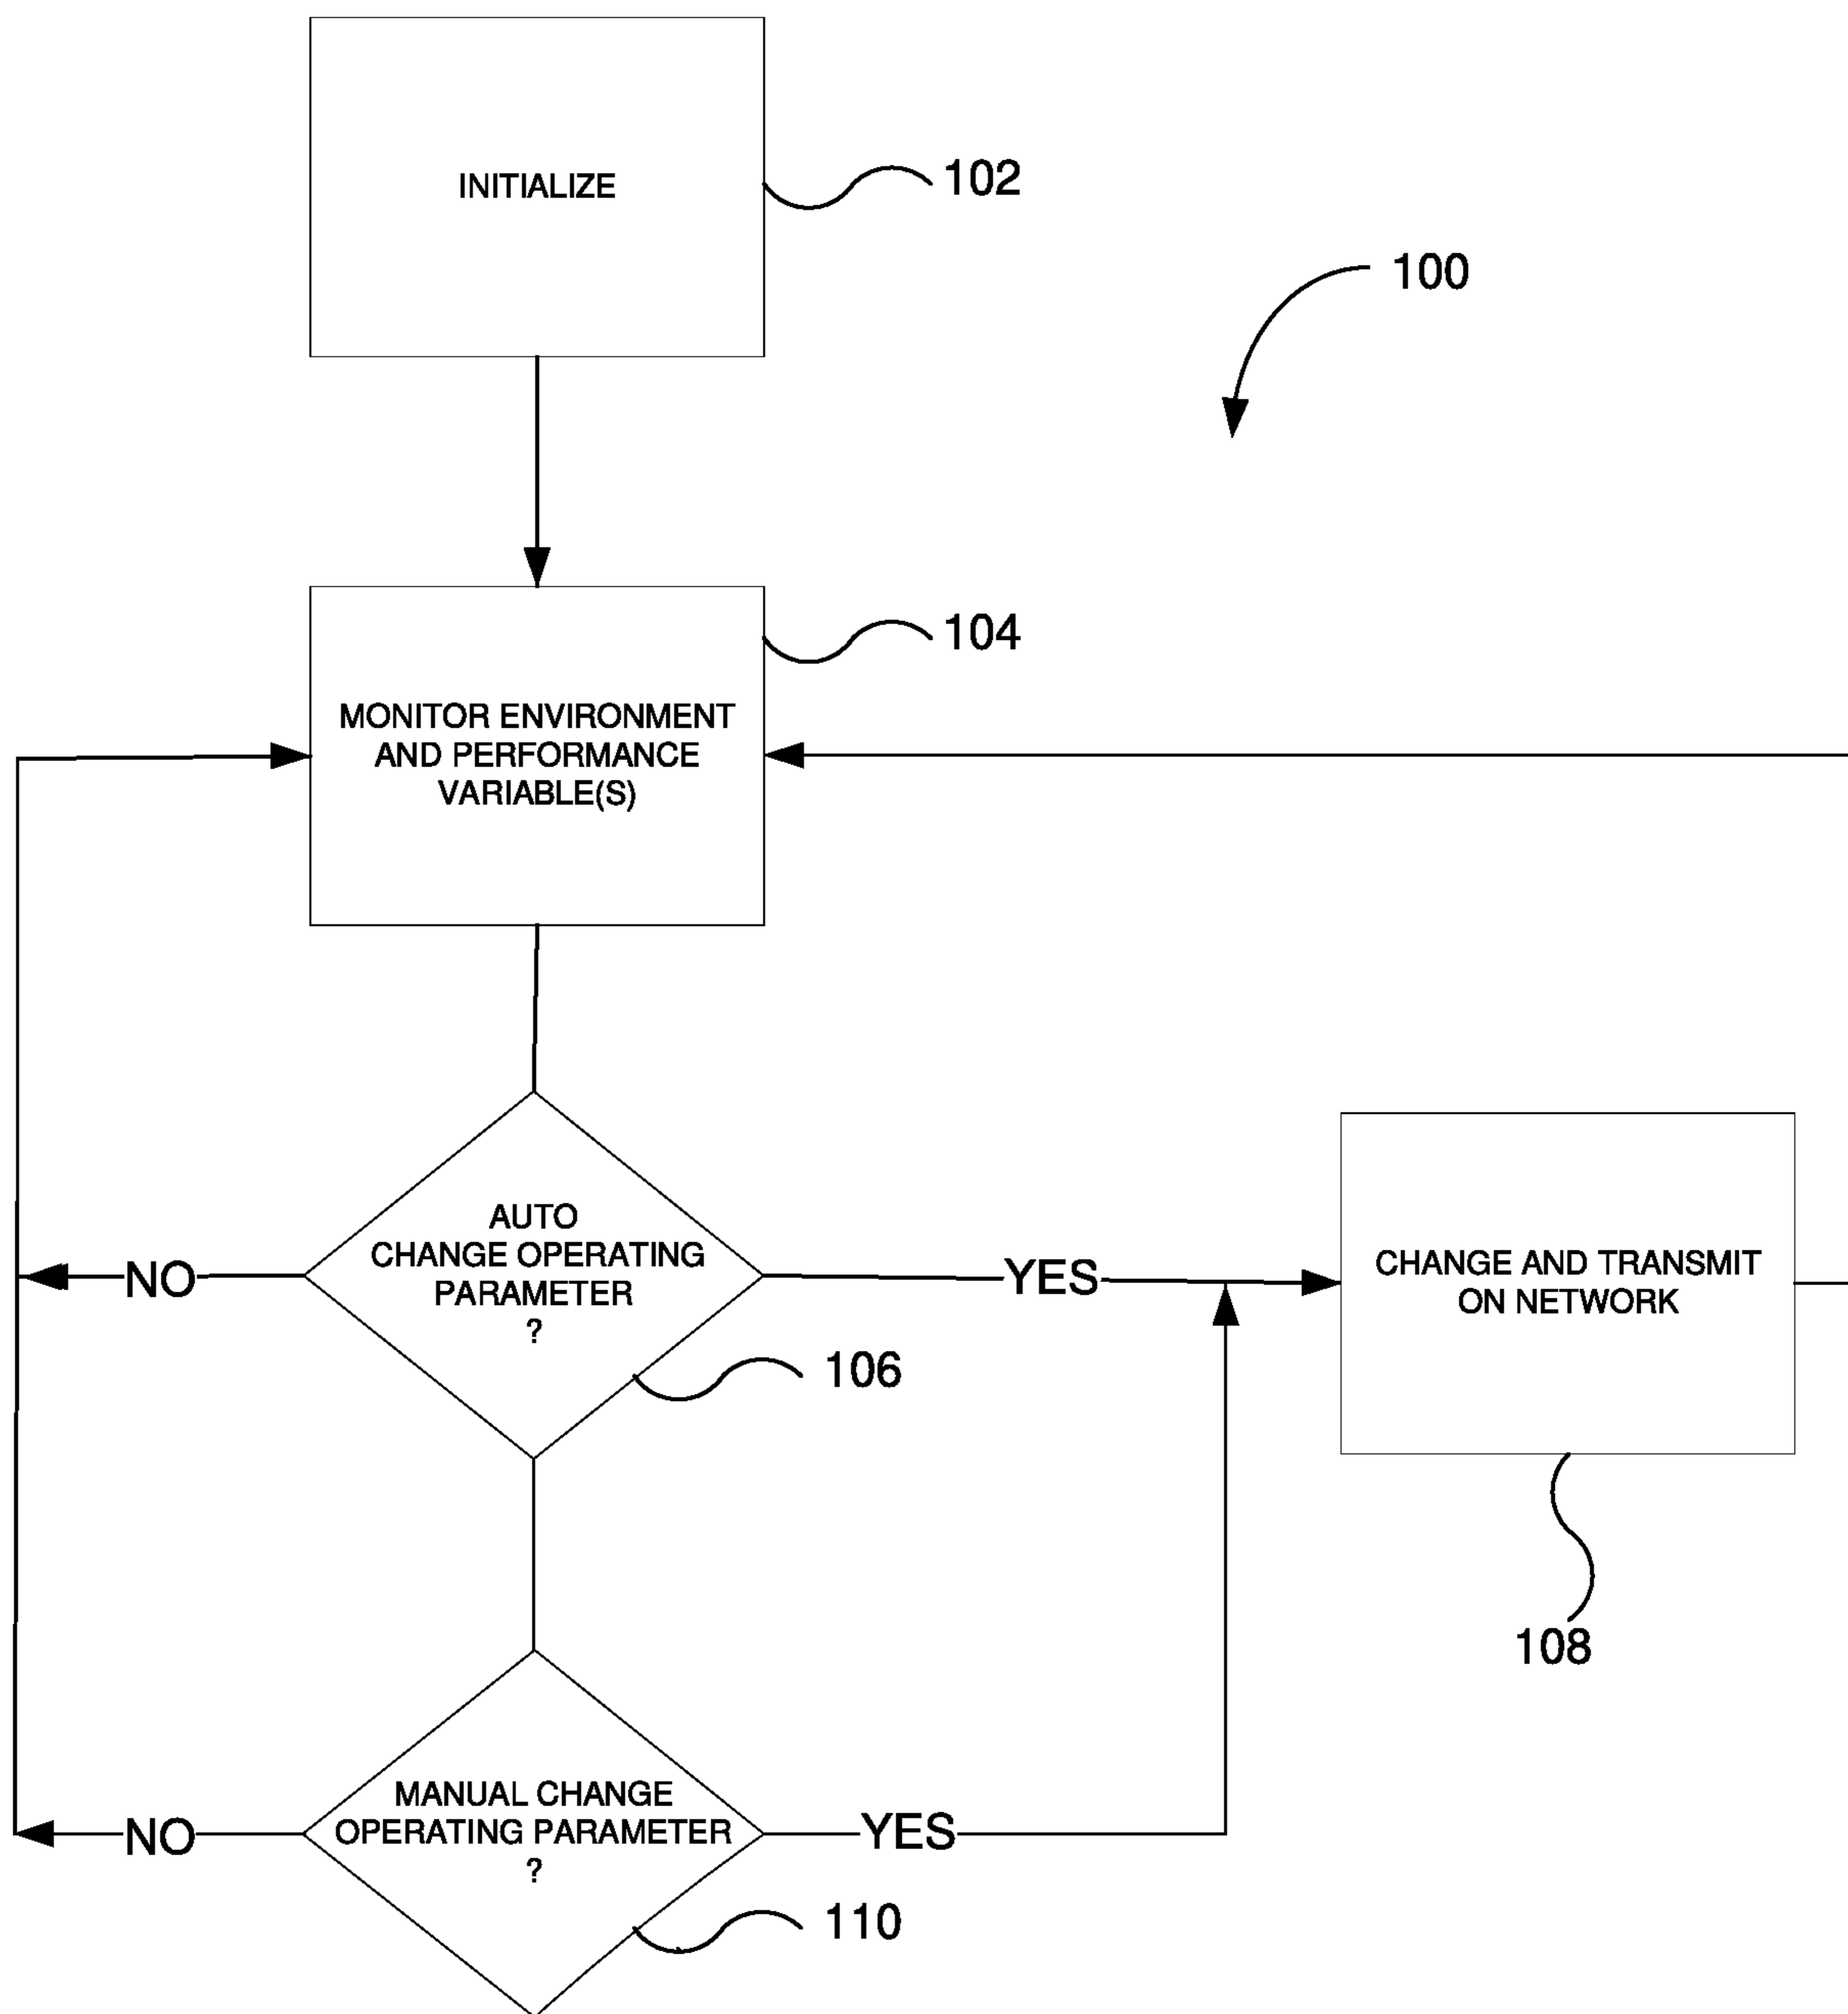 INITIALIZE
102
100
104
MONITOR ENVIRONMENT
AND PERFORMANCE
VARIABLE(S)
AUTO
CHANGE OPERATING
PARAMETER
?
NO
YES
CHANGE AND TRANSMIT
ON NETWORK
106
108
MANUAL CHANGE
OPERATING PARAMETER
?
NO
YES
110